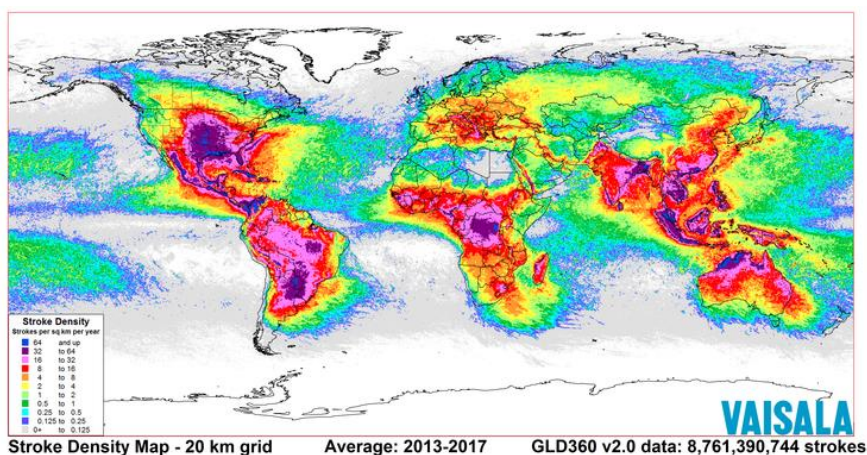 Stroke Density
Strokes per sq km per year
64 and up
32 to 64
16 to 32
8 to 16
4 to 8
2 to 4
1 to 2
0.5 to 1
0.25 to 0.5
0.125 to 0.25
0+ to 0.125
VAISALA
Stroke Density Map - 20 km grid Average: 2013-2017 GLD360 v2.0 data: 8,761,390,744 strokes